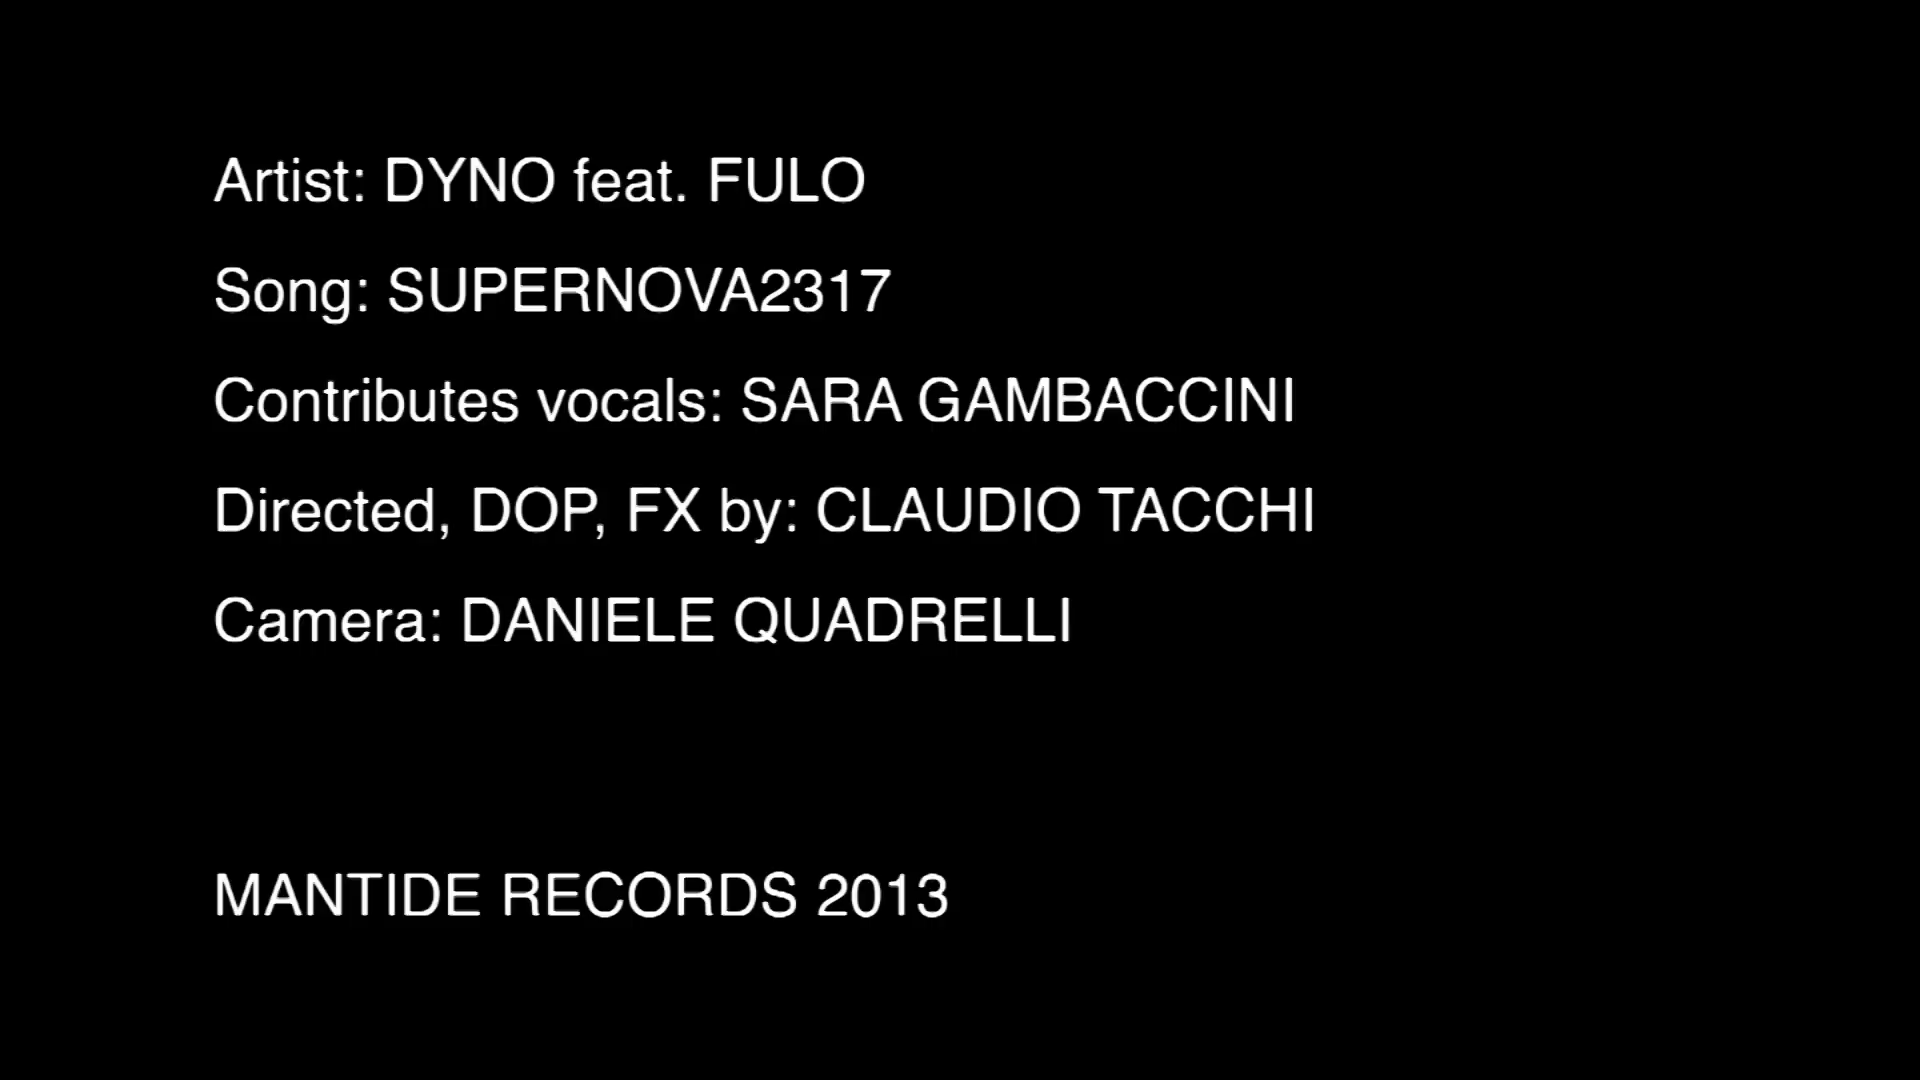 Artist: DYNO feat. FULO
Song: SUPERNOVA2317
Contributes vocals: SARA GAMBACCINI
Directed, DOP, FX by: CLAUDIO TACCHI
Camera: DANIELE QUADRELLI
MANTIDE RECORDS 2013